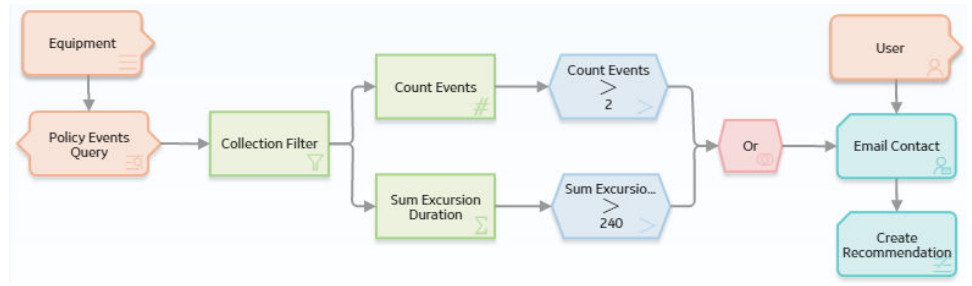 Equipment
User
Policy Events
Query
Collection Filter
Count Events
#
Count Events
>
2
Sum Excursion
Duration
Σ
Sum Excursio...
>
240
Or
Email Contact
Create
Recommendation